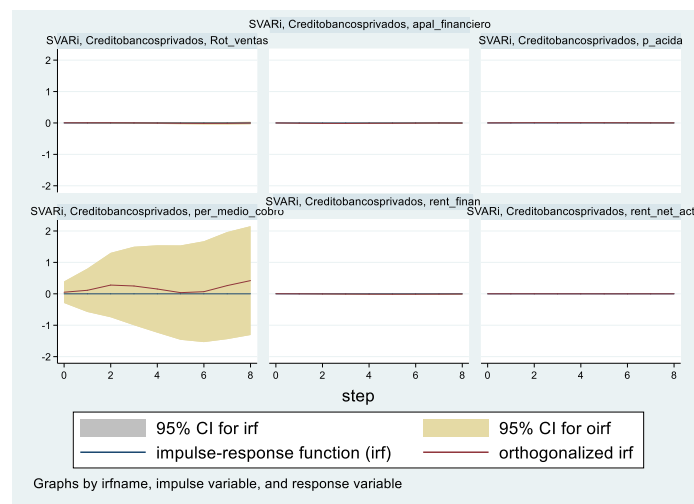 SVARi, Creditobancosprivados, Rot_ventas
SVARi, Creditobancosprivados, apal_financiero
SVARi, Creditobancosprivados, p_acida
2
1
0
-1
-2
SVARi, Creditobancosprivados, per_medio_cobro
SVARi, Creditobancosprivados, rent_finan
SVARi, Creditobancosprivados, rent_net_act
2
1
0
-1
-2
0 2 4 6 8
0 2 4 6 8
0 2 4 6 8
step
95% CI for irf
95% CI for oirf
impulse-response function (irf)
orthogonalized irf
Graphs by irfname, impulse variable, and response variable